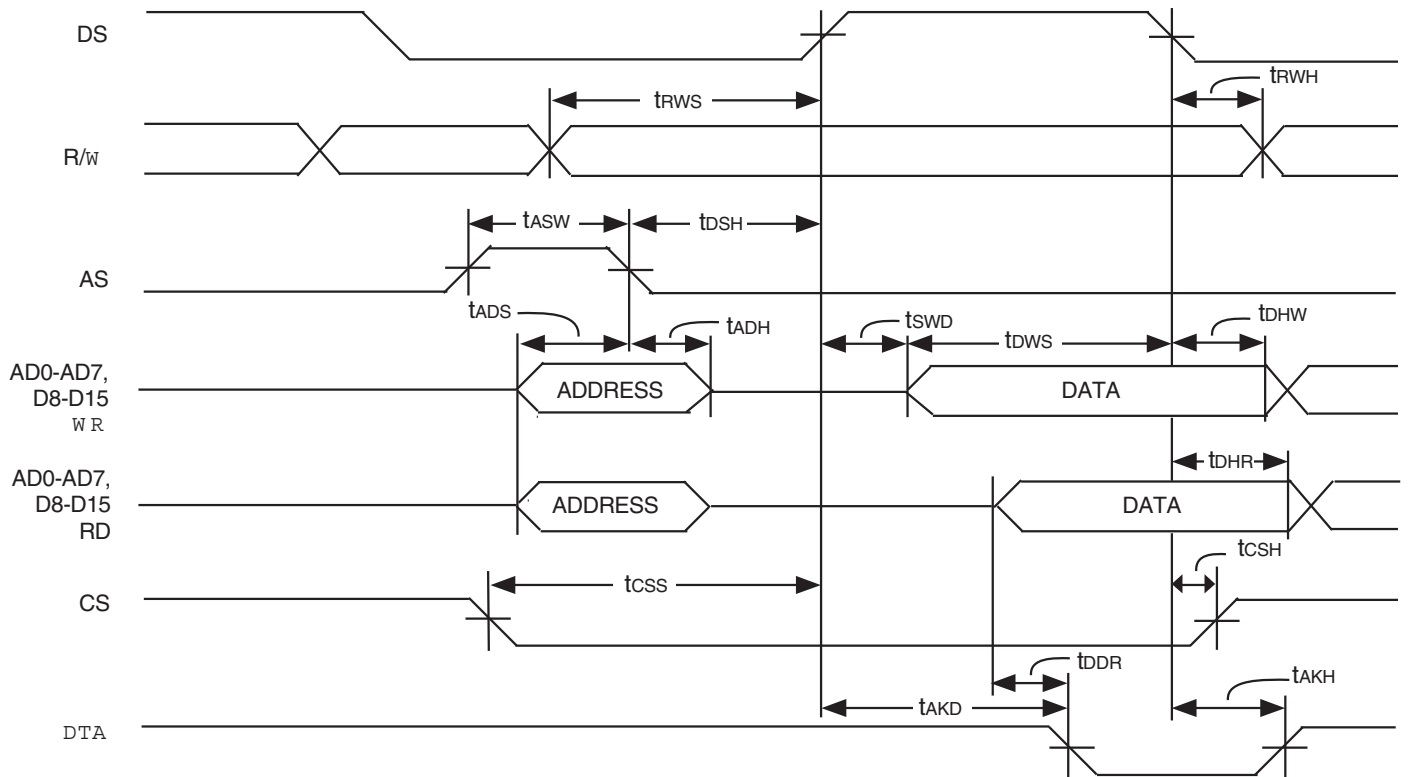 DS
tRWH
tRWS
R/W
tASW
tDSH
AS
tADS
tADH
tSWD
tDHW
tDWS
AD0-AD7,
D8-D15
WR
ADDRESS
DATA
tDHR
AD0-AD7,
D8-D15
RD
ADDRESS
DATA
tCSH
tCSS
CS
tDDR
tAKH
tAKD
DTA